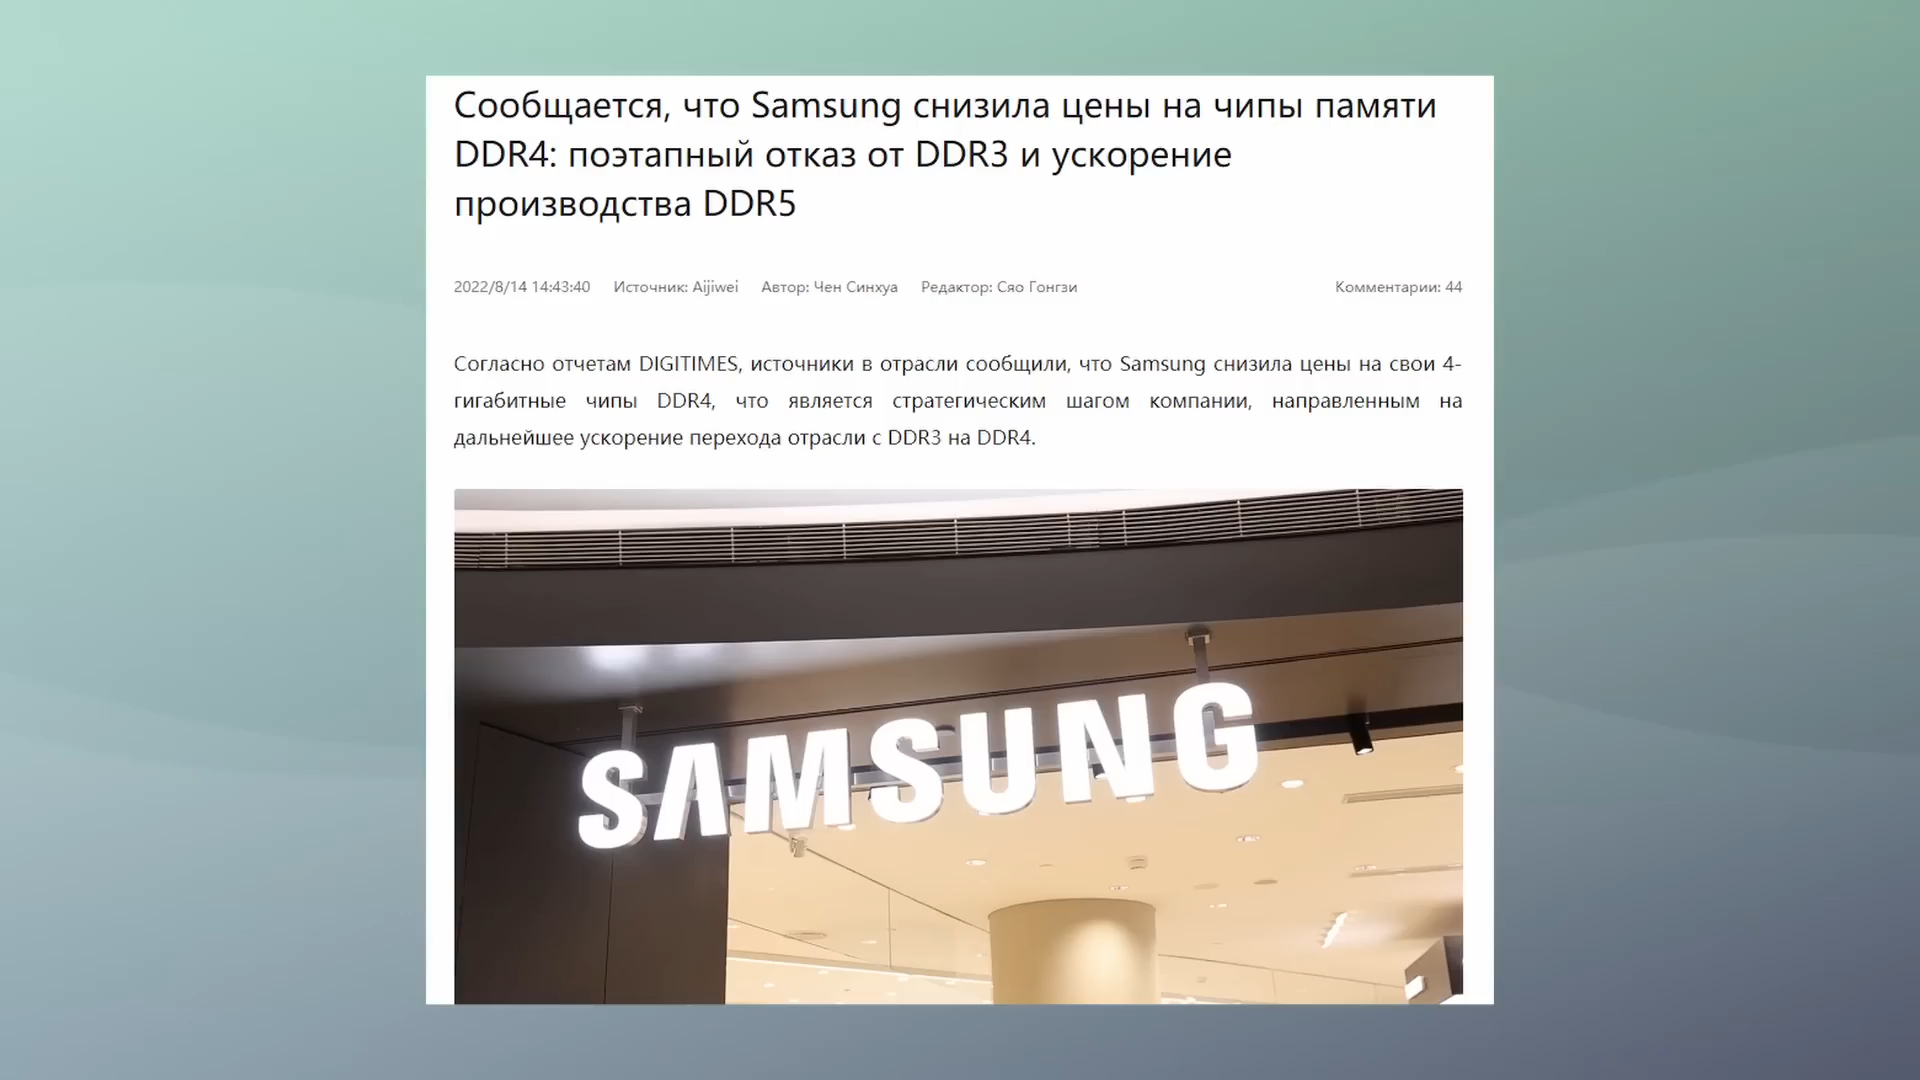 Сообщается, что Samsung снизила цены на чипы памяти
DDR4: поэтапный отказ от DDR3 и ускорение
производства DDR5
2022/8/14 14:43:40 Источник: Aijiwei Автор: Чен Синхуа Редактор: Сяо Гонгзи Комментарии: 44
Согласно отчетам DIGITIMES, источники в отрасли сообщили, что Samsung снизила цены на свои 4-
гигабитные чипы DDR4, что является стратегическим шагом компании, направленным на
дальнейшее ускорение перехода отрасли с DDR3 на DDR4.
SAMSUNG